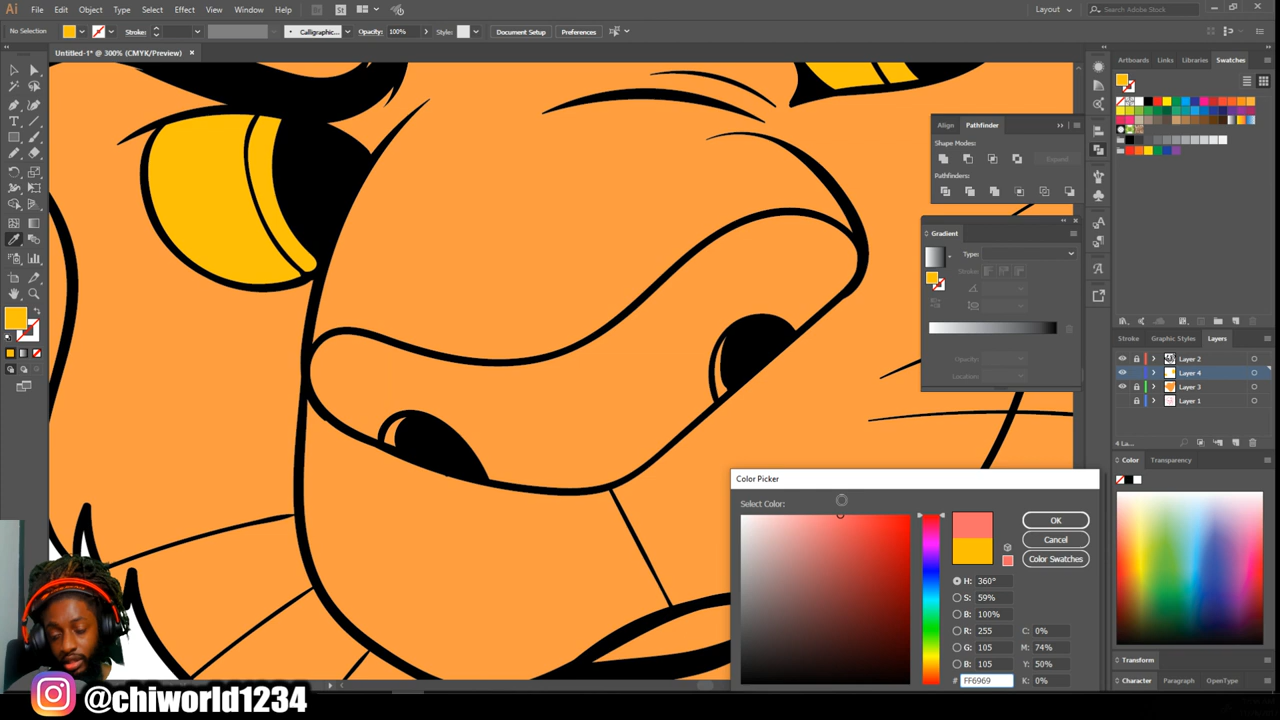 Ai File Edit Object Type Select Effect View Window Help Br St Layout Search Adobe Stock
No Selection Stroke: Calligraphic... Opacity: 100% Style: Document Setup Preferences
Untitled-1* @ 300% (CMYK/Preview) ×
Artboards Links Libraries Swatches
Align Pathfinder
Shape Modes:
Expand
Pathfinders:
Gradient
Type:
Stroke:
Opacity:
Location:
Stroke Graphic Styles Layers
Layer 2
Layer 4
Layer 3
Layer 1
4 La...
Color Transparency
Color Picker
Select Color:
OK
Cancel
Color Swatches
H: 360°
S: 59%
B: 100%
R: 255 C: 0%
G: 105 M: 74%
B: 105 Y: 50%
# FF6969 K: 0%
Transform
Character Paragraph OpenType
@chiworld1234